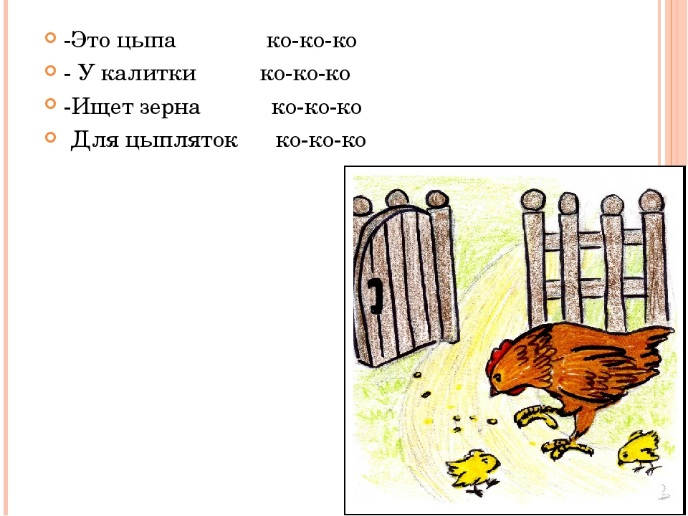 -Это цыпа ко-ко-ко
- У калитки ко-ко-ко
-Ищет зерна ко-ко-ко
Для цыпляток ко-ко-ко